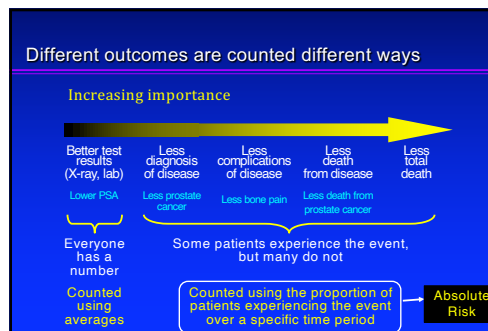 Different outcomes are counted different ways
Increasing importance
Better test results (X-ray, lab)
Less diagnosis of disease
Less complications of disease
Less death from disease
Less total death
Lower PSA
Less prostate cancer
Less bone pain
Less death from prostate cancer
Everyone has a number
Some patients experience the event, but many do not
Counted using averages
Counted using the proportion of patients experiencing the event over a specific time period
Absolute Risk